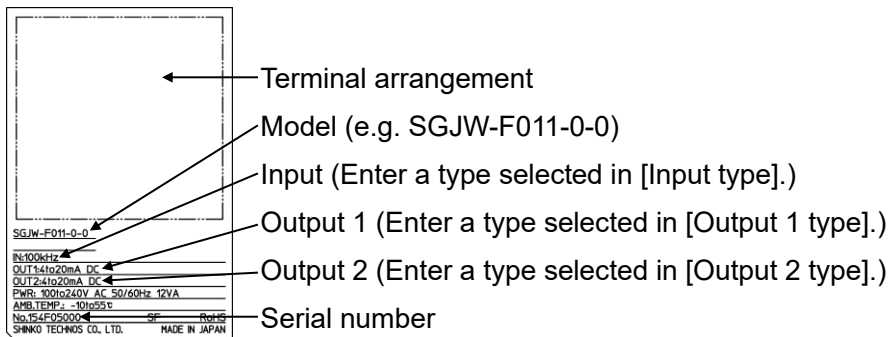 Terminal arrangement
Model (e.g. SGJW-F011-0-0)
Input (Enter a type selected in [Input type].)
Output 1 (Enter a type selected in [Output 1 type].)
Output 2 (Enter a type selected in [Output 2 type].)
Serial number
SGJW-F011-0-0
IN:100kHz
OUT1:4to20mA DC
OUT2:4to20mA DC
PWR: 100to240V AC 50/60Hz 12VA
AMB.TEMP.: -10to55℃
No.154F05000 SF RoHS
SHINKO TECHNOS CO., LTD. MADE IN JAPAN